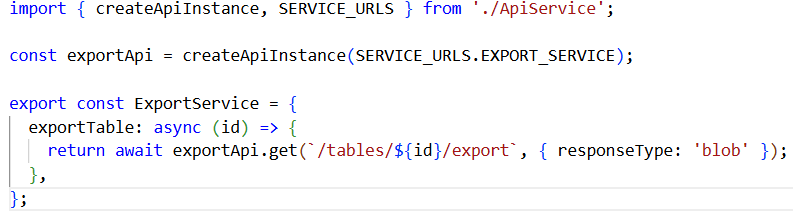 import { createApiInstance, SERVICE_URLS } from './ApiService';
const exportApi = createApiInstance(SERVICE_URLS.EXPORT_SERVICE);
export const ExportService = {
exportTable: async (id) => {
return await exportApi.get(`/tables/${id}/export`, { responseType: 'blob' });
},
};